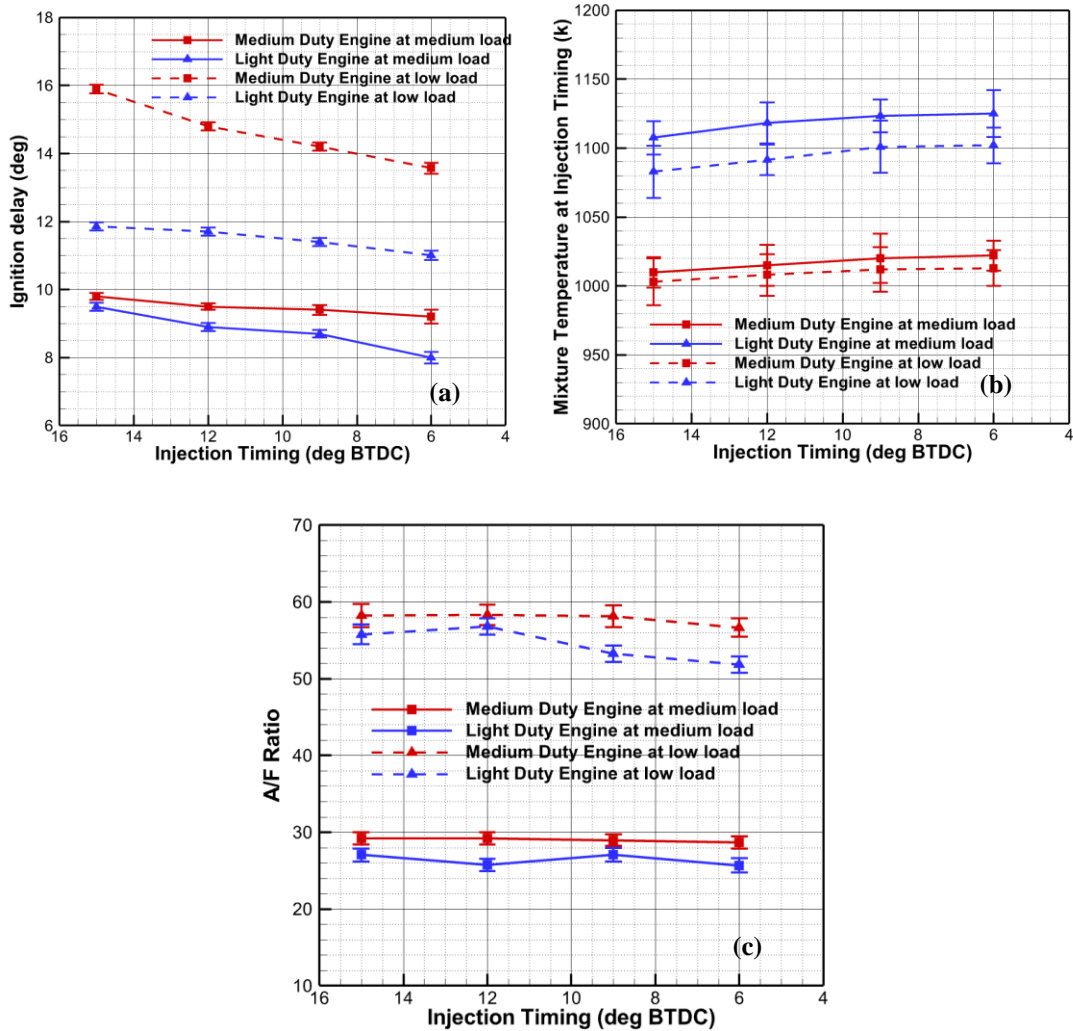 18
16
14
12
10
8
6
Ignition delay (deg)
Medium Duty Engine at medium load
Light Duty Engine at medium load
Medium Duty Engine at low load
Light Duty Engine at low load
(a)
16 14 12 10 8 6 4
Injection Timing (deg BTDC)
1200
1150
1100
1050
1000
950
900
Mixture Temperature at Injection Timing (k)
Medium Duty Engine at medium load
Light Duty Engine at medium load
Medium Duty Engine at low load
Light Duty Engine at low load
(b)
16 14 12 10 8 6 4
Injection Timing (deg BTDC)
70
60
50
40
30
20
10
A/F Ratio
Medium Duty Engine at medium load
Light Duty Engine at medium load
Medium Duty Engine at low load
Light Duty Engine at low load
(c)
16 14 12 10 8 6 4
Injection Timing (deg BTDC)